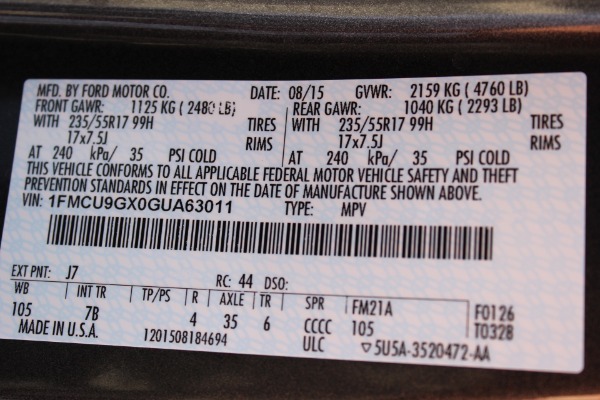 MFD. BY FORD MOTOR CO. DATE: 08/15 GVWR: 2159 KG ( 4760 LB)
FRONT GAWR: 1125 KG ( 2480 LB) REAR GAWR: 1040 KG ( 2293 LB)
WITH 235/55R17 99H TIRES WITH 235/55R17 99H TIRES
17x7.5J RIMS 17x7.5J RIMS
AT 240 kPa/ 35 PSI COLD AT 240 kPa/ 35 PSI COLD
THIS VEHICLE CONFORMS TO ALL APPLICABLE FEDERAL MOTOR VEHICLE SAFETY AND THEFT
PREVENTION STANDARDS IN EFFECT ON THE DATE OF MANUFACTURE SHOWN ABOVE.
VIN: 1FMCU9GX0GUA63011 TYPE: MPV
EXT PNT: J7 RC: 44 DSO:
WB INT TR TP/PS R AXLE TR SPR FM21A F0126
105 7B 4 35 6 CCCC 105 T0328
MADE IN U.S.A. 1201508184694 ULC ▽5U5A-3520472-AA